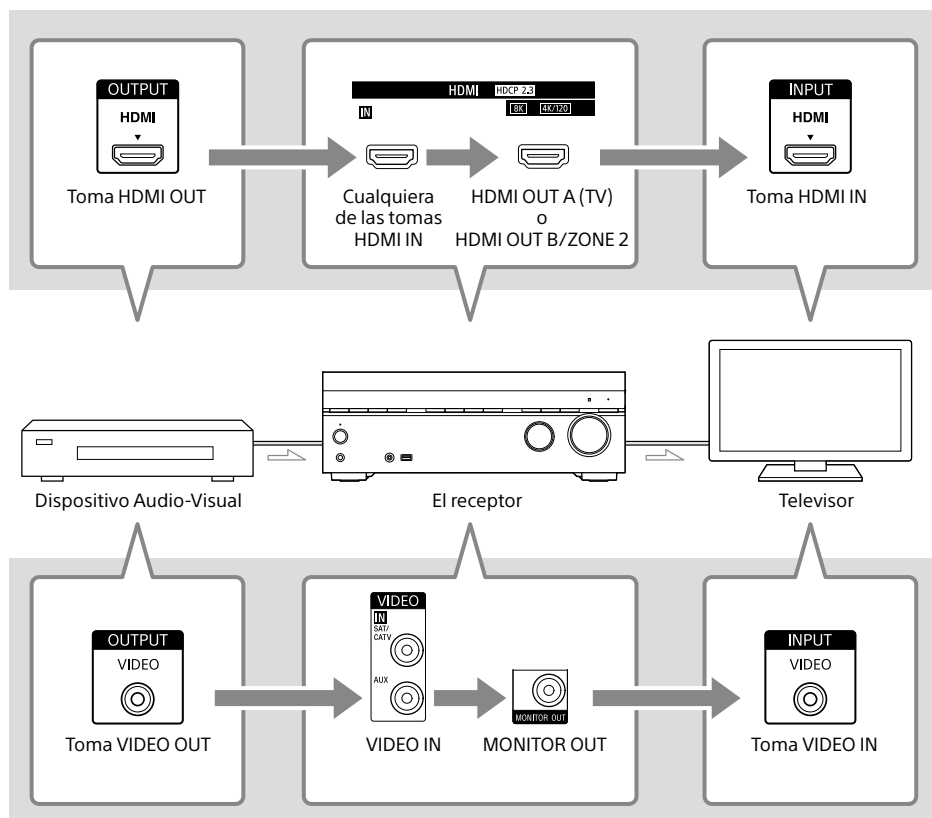 OUTPUT
HDMI
Toma HDMI OUT
HDMI HDCP 2.3
IN
8K 4K/120
Cualquiera
de las tomas
HDMI IN
HDMI OUT A (TV)
o
HDMI OUT B/ZONE 2
INPUT
HDMI
Toma HDMI IN
Dispositivo Audio-Visual
El receptor
Televisor
OUTPUT
VIDEO
Toma VIDEO OUT
VIDEO
IN
SAT/
CATV
AUX
VIDEO IN
MONITOR OUT
MONITOR OUT
INPUT
VIDEO
Toma VIDEO IN